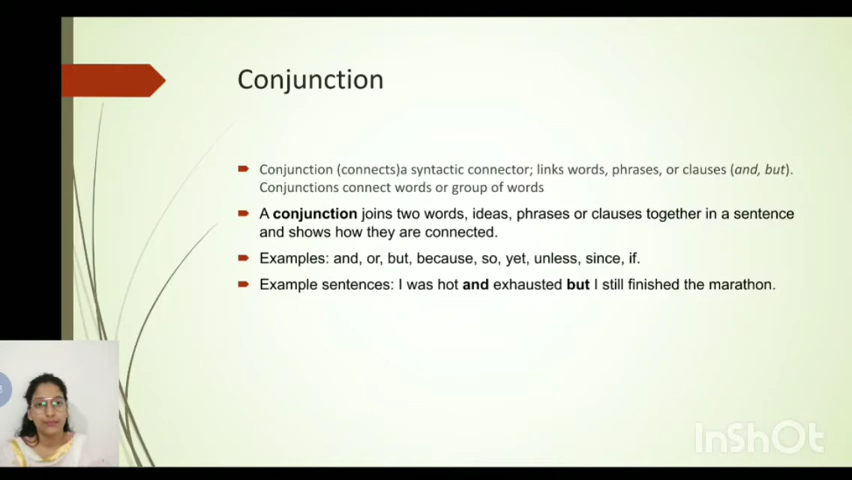 Conjunction
Conjunction (connects)a syntactic connector; links words, phrases, or clauses (and, but).
Conjunctions connect words or group of words
A conjunction joins two words, ideas, phrases or clauses together in a sentence
and shows how they are connected.
Examples: and, or, but, because, so, yet, unless, since, if.
Example sentences: I was hot and exhausted but I still finished the marathon.
InShOt